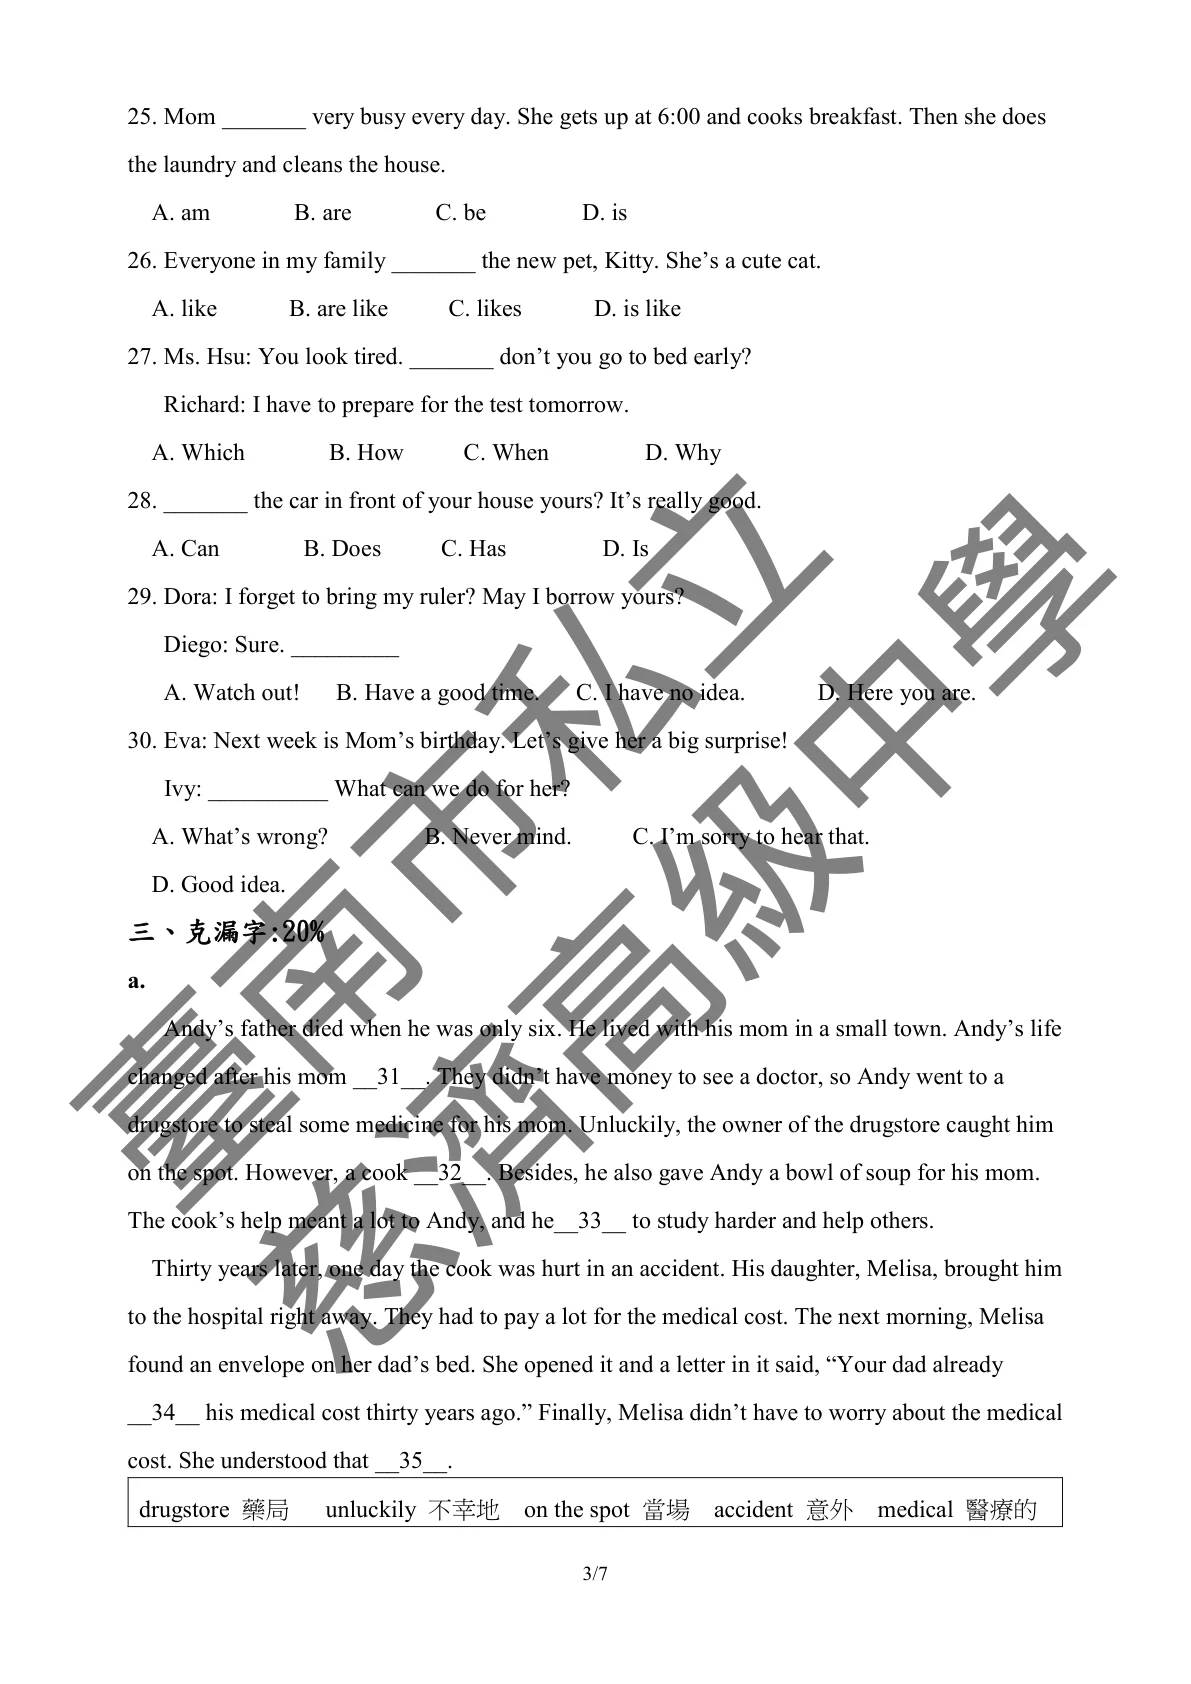 25. Mom _______ very busy every day. She gets up at 6:00 and cooks breakfast. Then she does
the laundry and cleans the house.
A. am B. are C. be D. is
26. Everyone in my family _______ the new pet, Kitty. She’s a cute cat.
A. like B. are like C. likes D. is like
27. Ms. Hsu: You look tired. _______ don’t you go to bed early?
Richard: I have to prepare for the test tomorrow.
A. Which B. How C. When D. Why
28. _______ the car in front of your house yours? It’s really good.
A. Can B. Does C. Has D. Is
29. Dora: I forget to bring my ruler? May I borrow yours?
Diego: Sure. _________
A. Watch out! B. Have a good time. C. I have no idea. D. Here you are.
30. Eva: Next week is Mom’s birthday. Let’s give her a big surprise!
Ivy: __________ What can we do for her?
A. What’s wrong? B. Never mind. C. I’m sorry to hear that.
D. Good idea.
三、克漏字:20%
a.
Andy’s father died when he was only six. He lived with his mom in a small town. Andy’s life
changed after his mom __31__. They didn’t have money to see a doctor, so Andy went to a
drugstore to steal some medicine for his mom. Unluckily, the owner of the drugstore caught him
on the spot. However, a cook __32__. Besides, he also gave Andy a bowl of soup for his mom.
The cook’s help meant a lot to Andy, and he__33__ to study harder and help others.
Thirty years later, one day the cook was hurt in an accident. His daughter, Melisa, brought him
to the hospital right away. They had to pay a lot for the medical cost. The next morning, Melisa
found an envelope on her dad’s bed. She opened it and a letter in it said, “Your dad already
__34__ his medical cost thirty years ago.” Finally, Melisa didn’t have to worry about the medical
cost. She understood that __35__.
drugstore 藥局 unluckily 不幸地 on the spot 當場 accident 意外 medical 醫療的
3/7
臺南市私立
慈濟高級中學